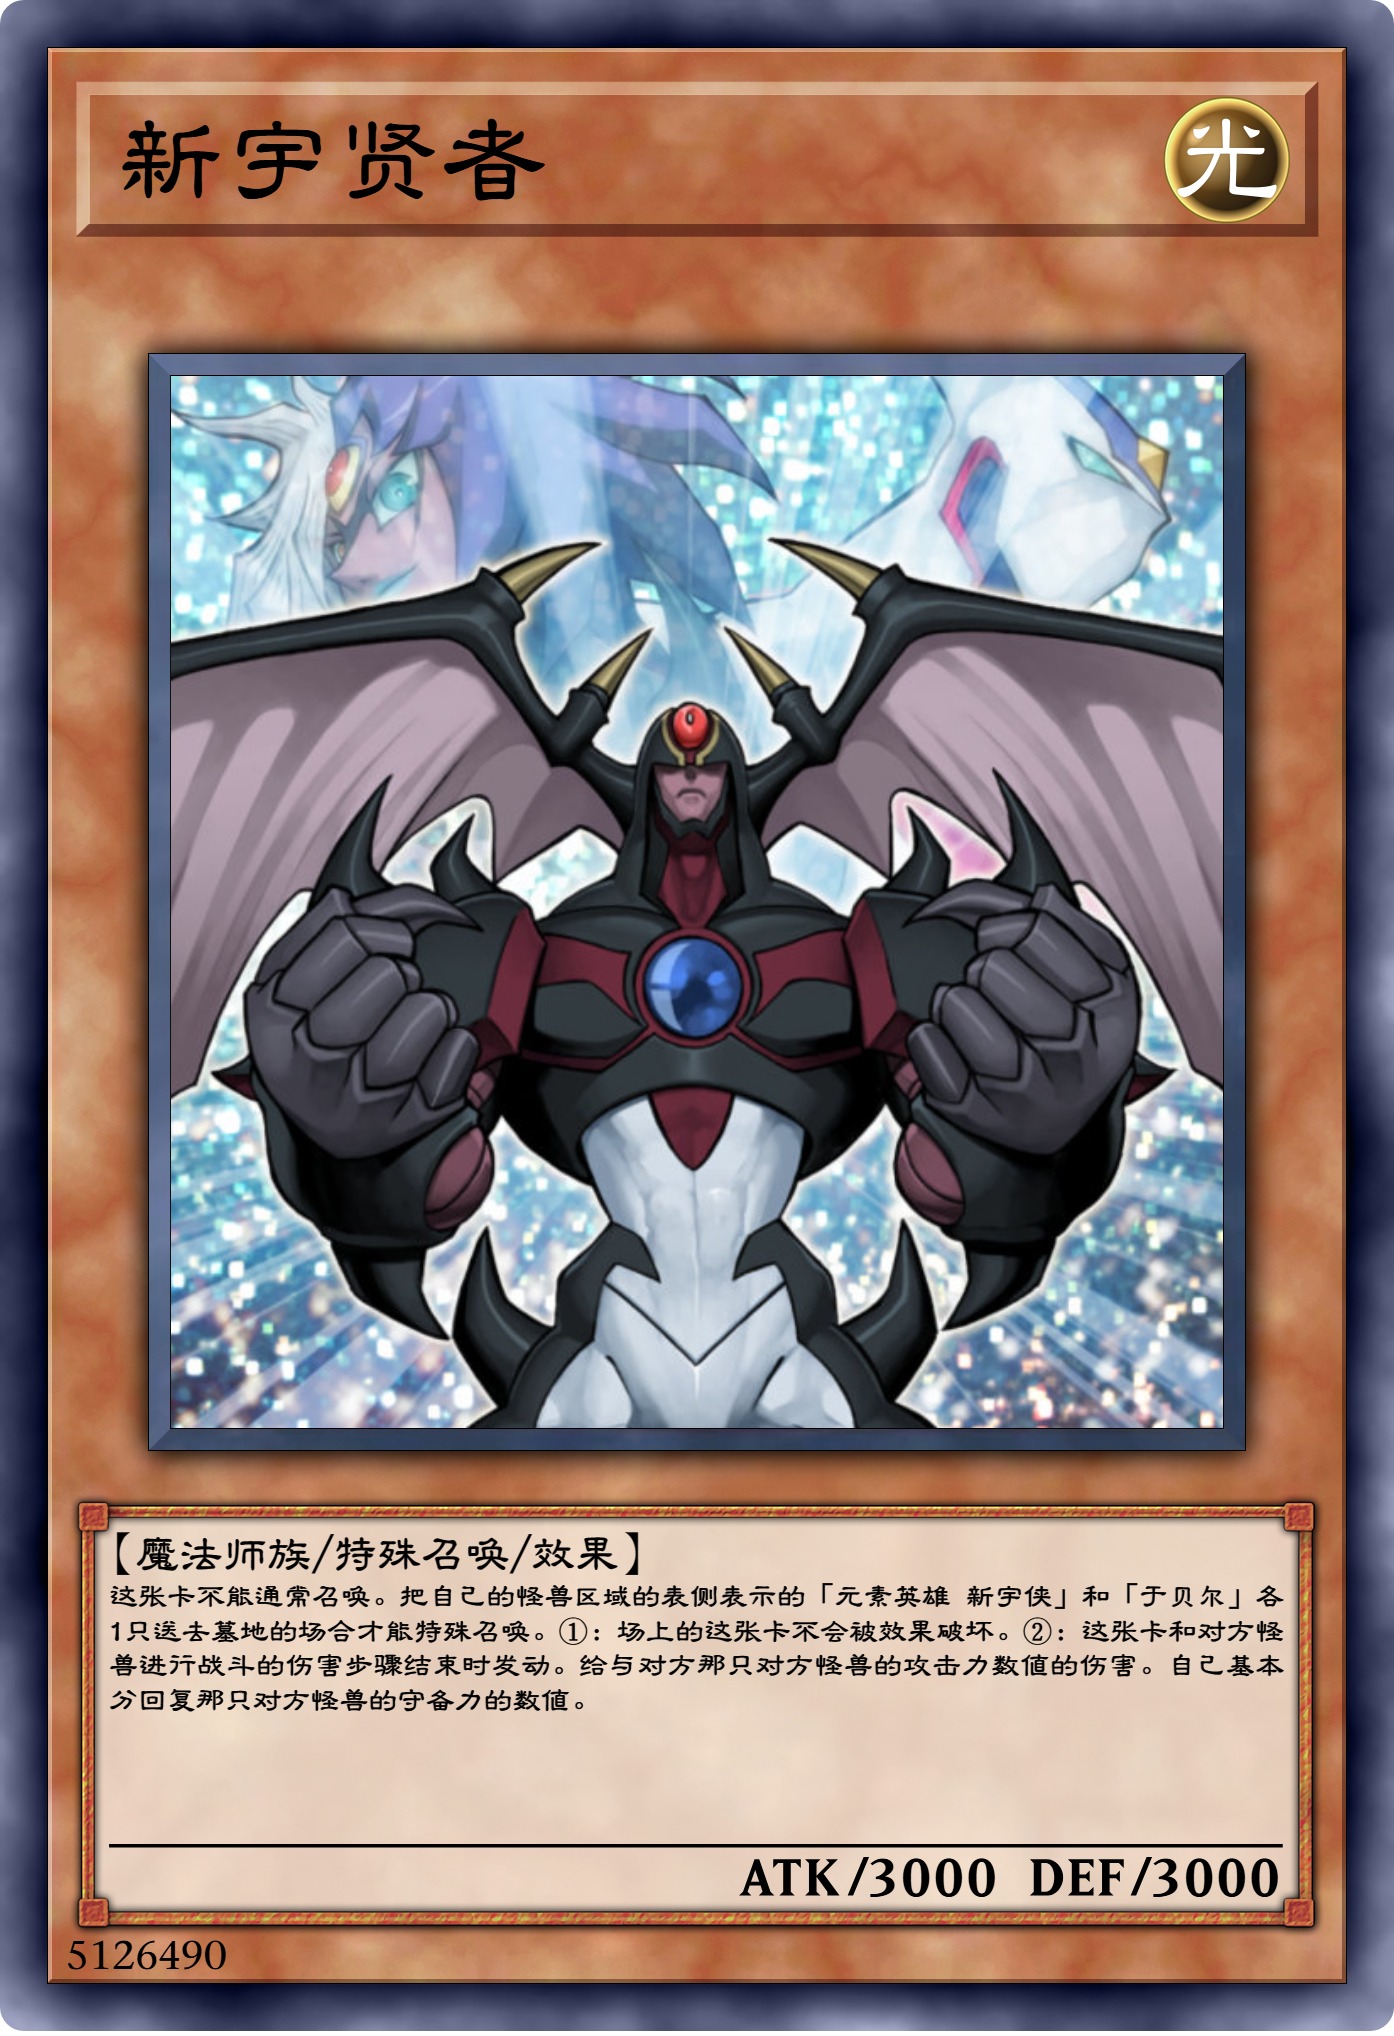 新宇贤者
光
【魔法师族/特殊召唤/效果】
这张卡不能通常召唤。把自己的怪兽区域的表侧表示的「元素英雄 新宇侠」和「于贝尔」各
1只送去墓地的场合才能特殊召唤。①：场上的这张卡不会被效果破坏。②：这张卡和对方怪
兽进行战斗的伤害步骤结束时发动。给与对方那只对方怪兽的攻击力数值的伤害。自己基本
分回复那只对方怪兽的守备力的数值。
ATK/3000 DEF/3000
5126490